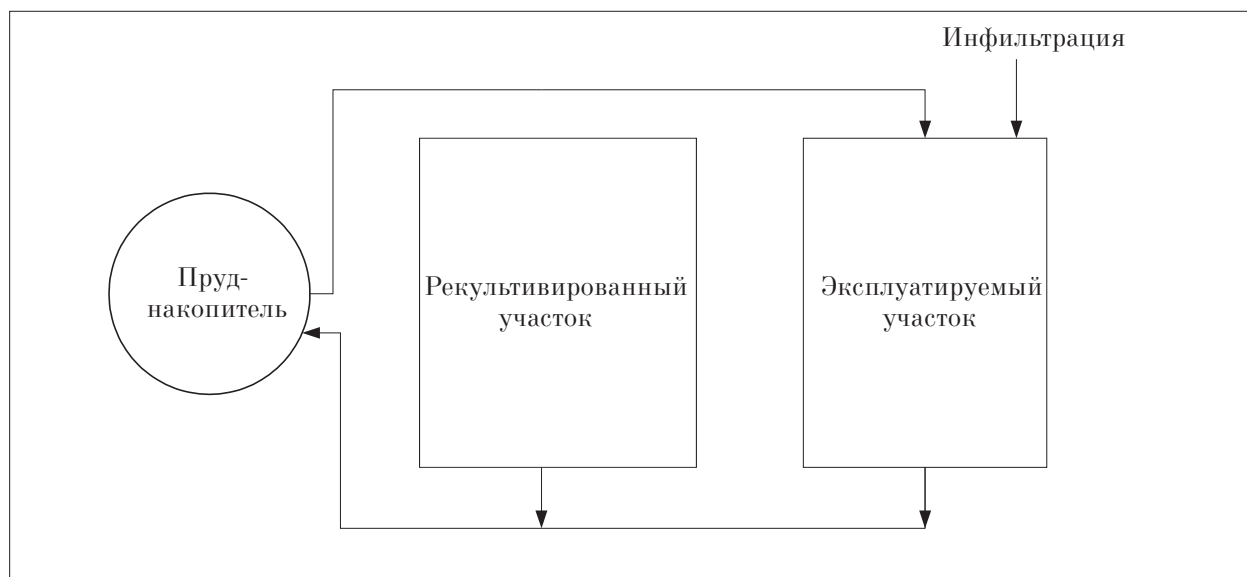 Инфильтрация
Пруд-
накопитель
Рекультивированный
участок
Эксплуатируемый
участок